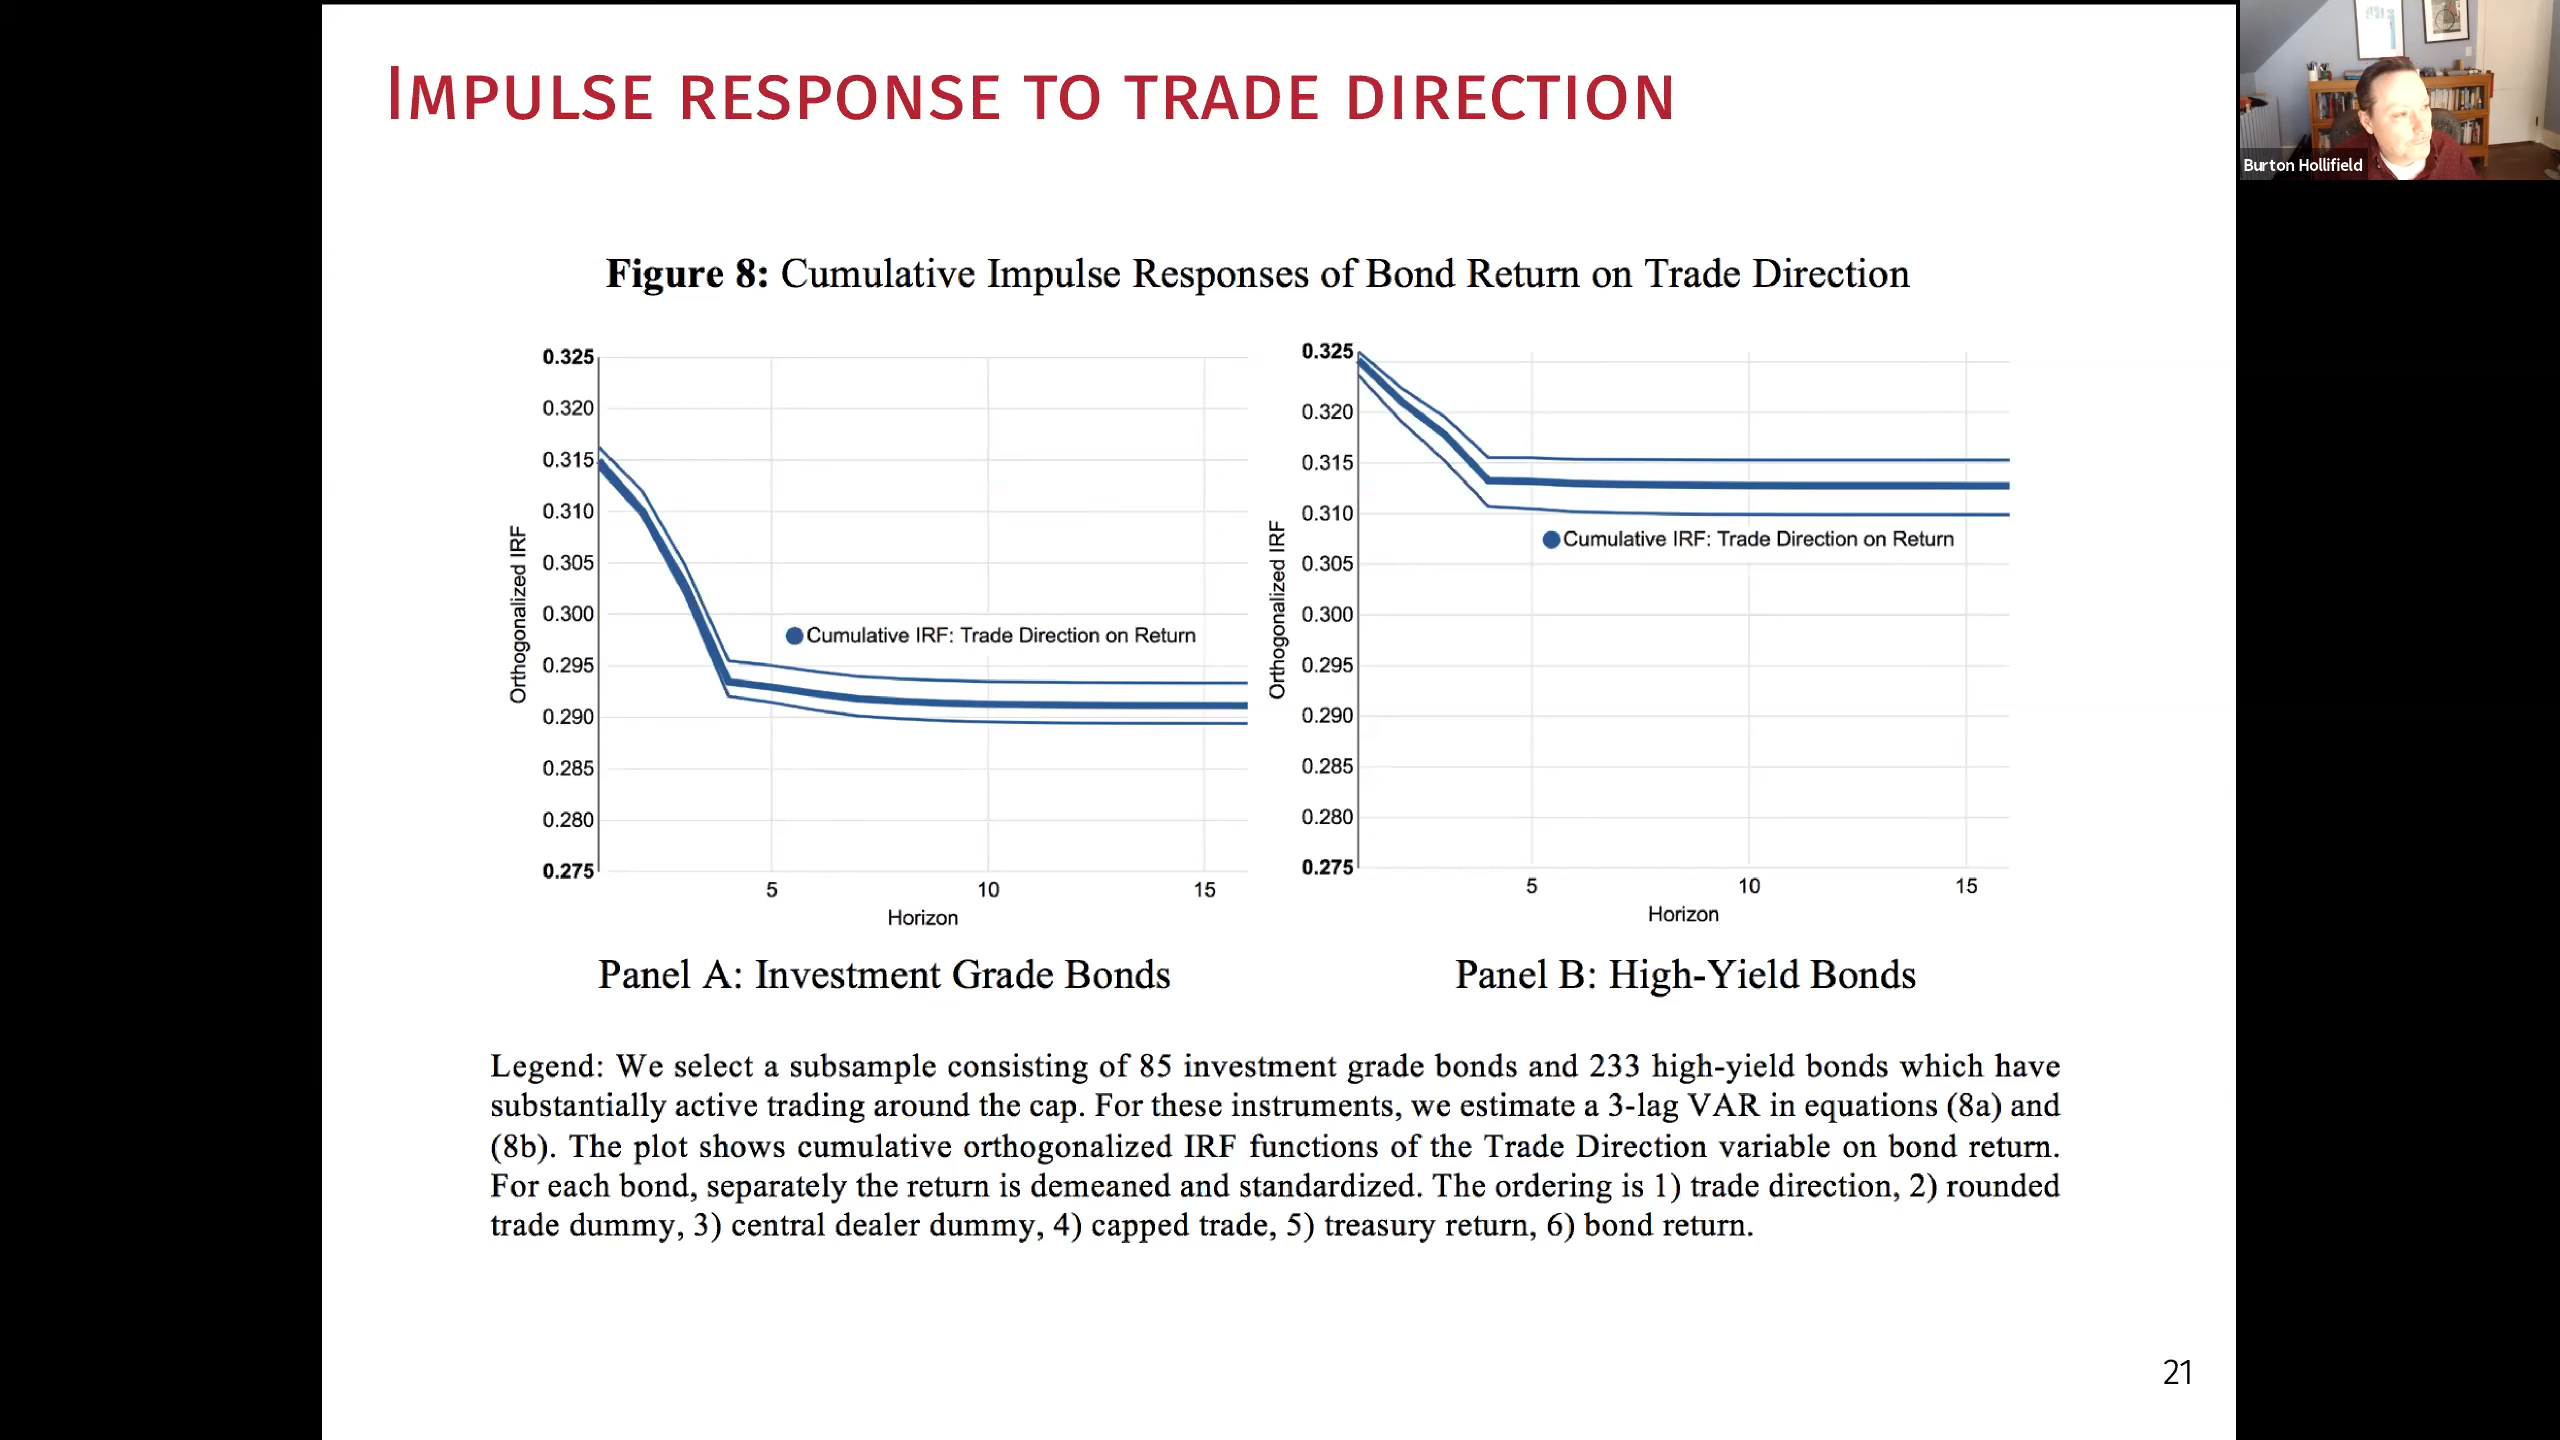 Impulse response to trade direction
Burton Hollifield
Figure 8: Cumulative Impulse Responses of Bond Return on Trade Direction
0.325
0.320
0.315
0.310
0.305
0.300
0.295
0.290
0.285
0.280
0.275
Orthogonalized IRF
Cumulative IRF: Trade Direction on Return
5 10 15
Horizon
Panel A: Investment Grade Bonds
0.325
0.320
0.315
0.310
0.305
0.300
0.295
0.290
0.285
0.280
0.275
Orthogonalized IRF
Cumulative IRF: Trade Direction on Return
5 10 15
Horizon
Panel B: High-Yield Bonds
Legend: We select a subsample consisting of 85 investment grade bonds and 233 high-yield bonds which have
substantially active trading around the cap. For these instruments, we estimate a 3-lag VAR in equations (8a) and
(8b). The plot shows cumulative orthogonalized IRF functions of the Trade Direction variable on bond return.
For each bond, separately the return is demeaned and standardized. The ordering is 1) trade direction, 2) rounded
trade dummy, 3) central dealer dummy, 4) capped trade, 5) treasury return, 6) bond return.
21